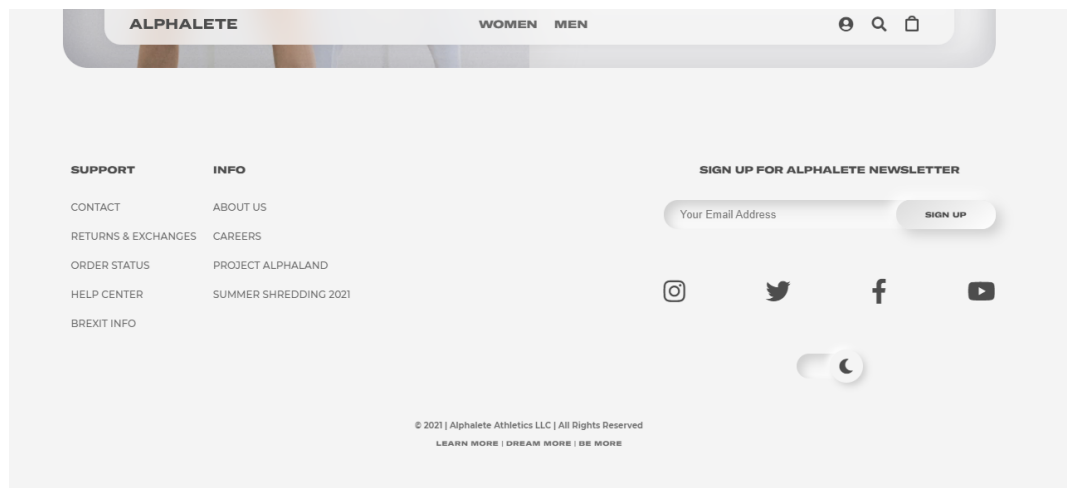 ALPHALETE
WOMEN MEN
SUPPORT
CONTACT
RETURNS & EXCHANGES
ORDER STATUS
HELP CENTER
BREXIT INFO
INFO
ABOUT US
CAREERS
PROJECT ALPHALAND
SUMMER SHREDDING 2021
SIGN UP FOR ALPHALETE NEWSLETTER
Your Email Address
SIGN UP
© 2021 | Alphalete Athletics LLC | All Rights Reserved
LEARN MORE | DREAM MORE | BE MORE